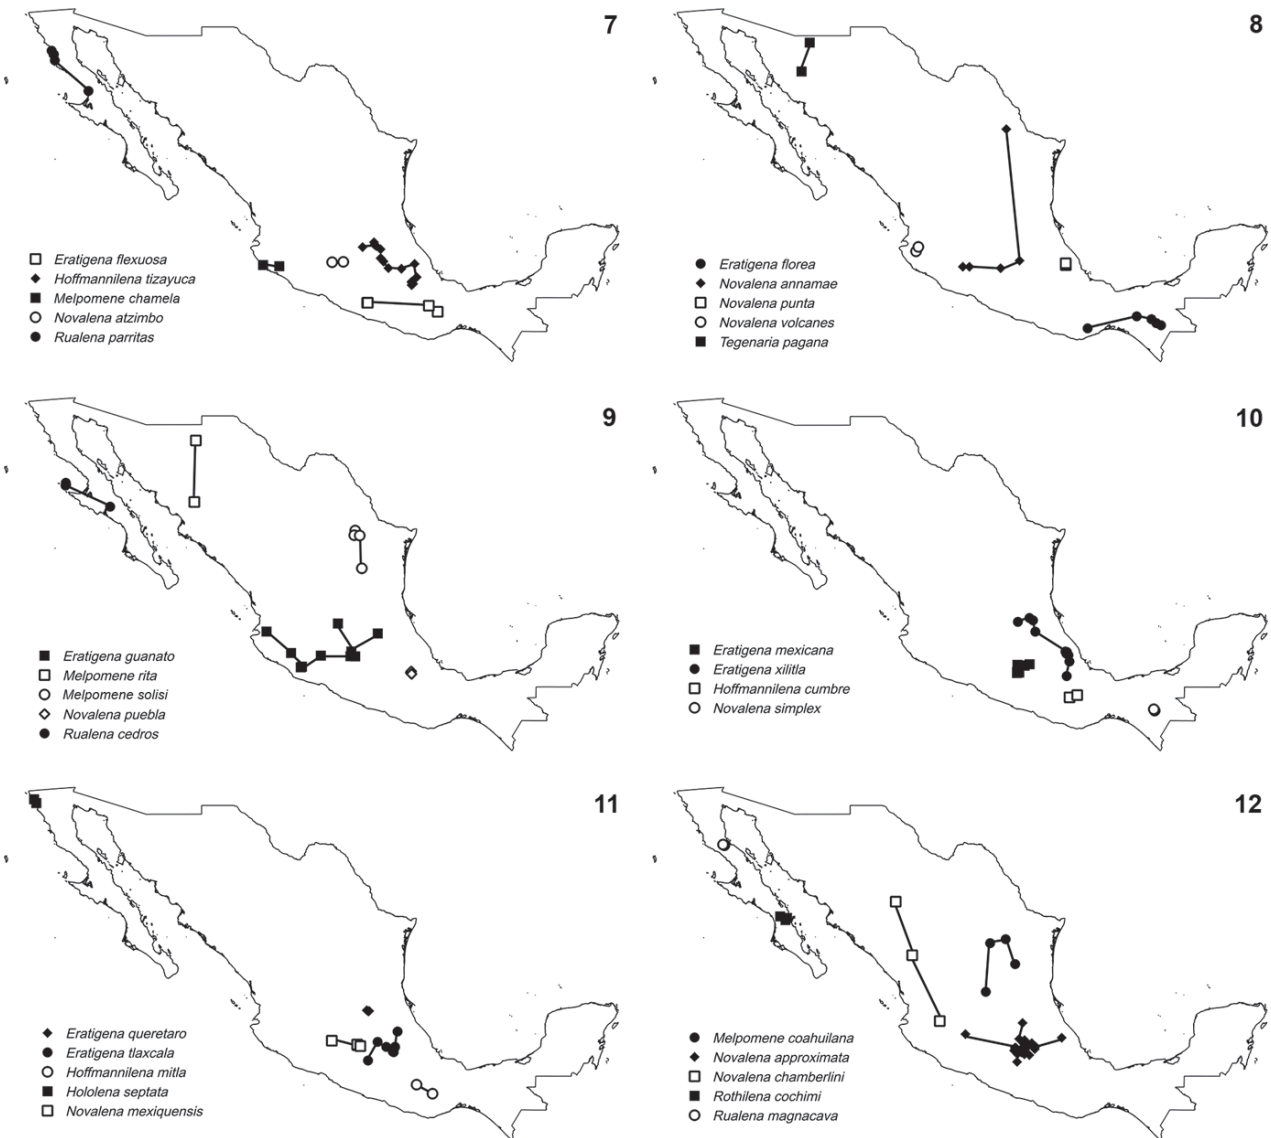 7
Eratigena flexuosa
Hoffmannilena tizayuca
Melpomene chamela
Novalena atzimbo
Rualena parritas
8
Eratigena florea
Novalena annamae
Novalena punta
Novalena volcanes
Tegenaria pagana
9
Eratigena guanato
Melpomene rita
Melpomene solisi
Novalena puebla
Rualena cedros
10
Eratigena mexicana
Eratigena xilitla
Hoffmannilena cumbre
Novalena simplex
11
Eratigena queretaro
Eratigena tlaxcala
Hoffmannilena mitla
Hololena septata
Novalena mexiquensis
12
Melpomene coahuilana
Novalena approximata
Novalena chamberlini
Rothilena cochimi
Rualena magnacava